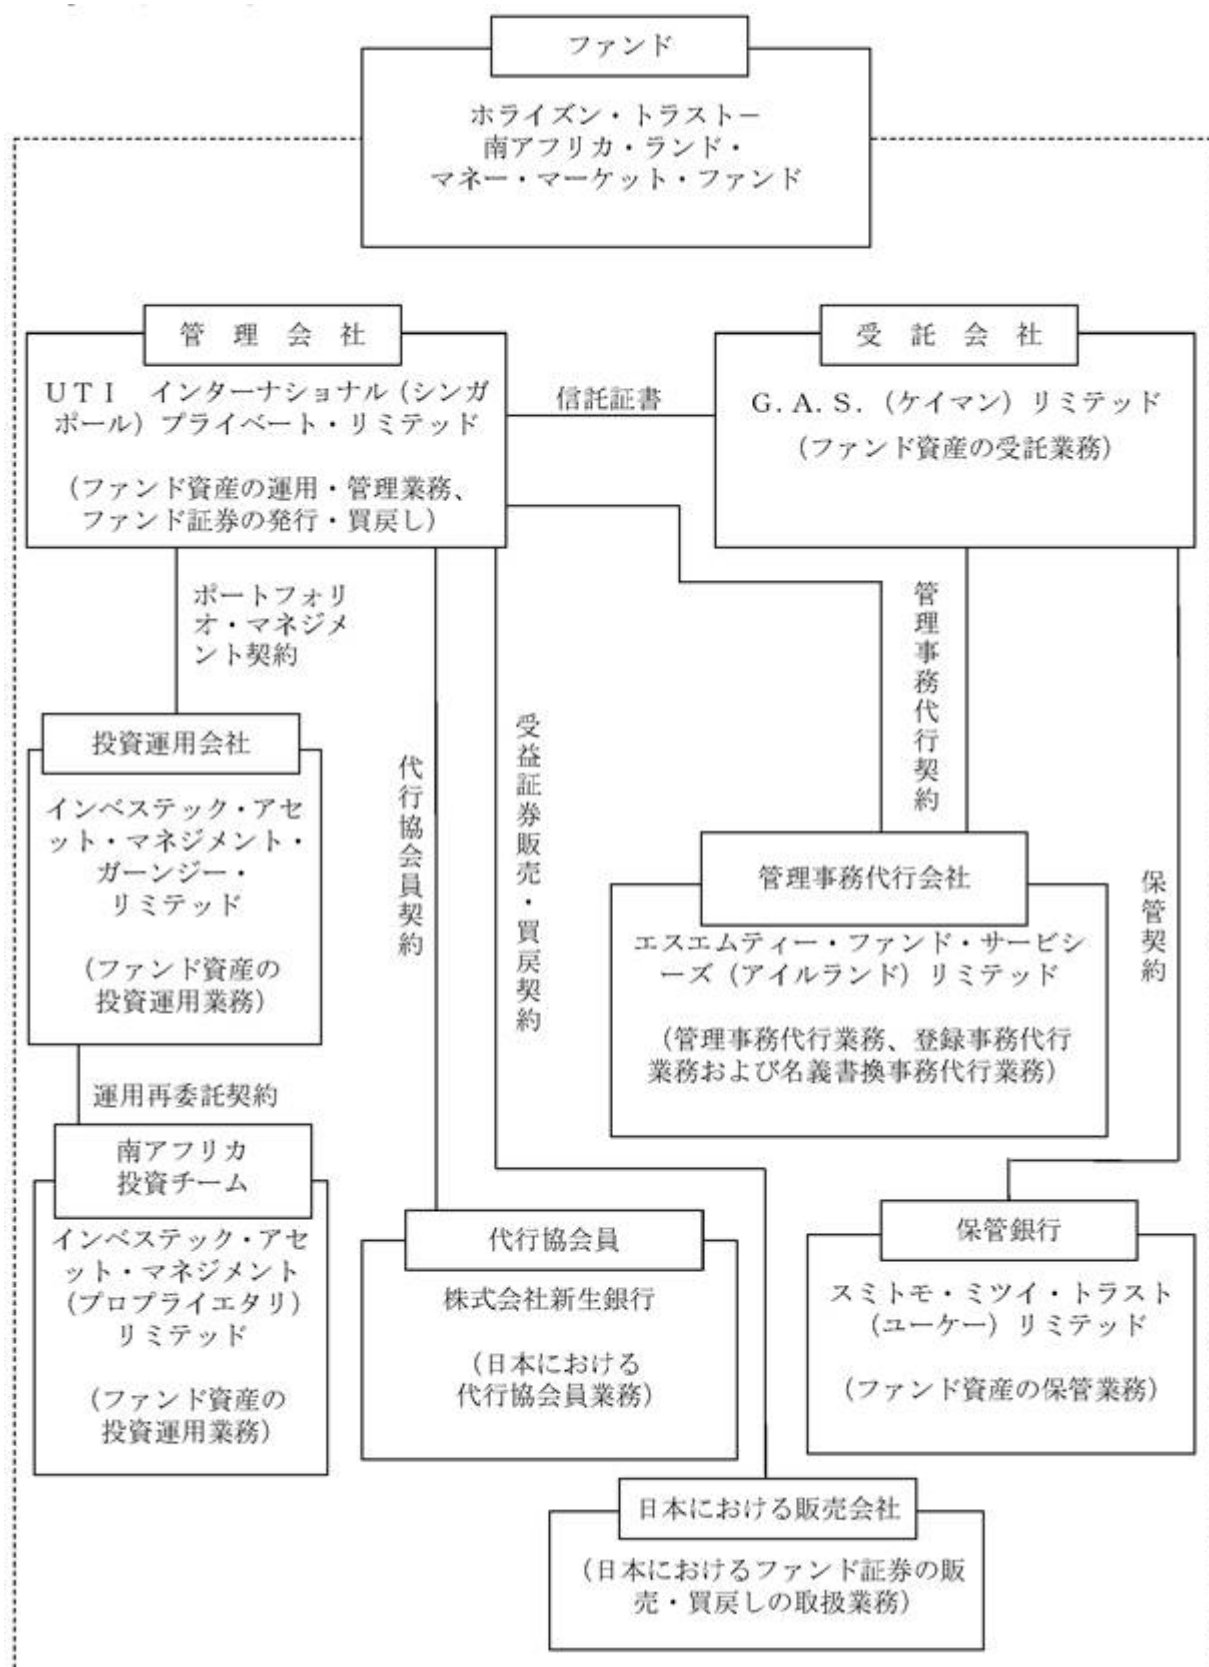 ファンド
ホライズン・トラスト－
南アフリカ・ランド・
マネー・マーケット・ファンド
管理会社
ＵＴＩ　インターナショナル（シンガ
ポール）プライベート・リミテッド
（ファンド資産の運用・管理業務、
ファンド証券の発行・買戻し）
信託証書
受託会社
Ｇ．Ａ．Ｓ．（ケイマン）リミテッド
（ファンド資産の受託業務）
ポートフォリ
オ・マネジメ
ント契約
管理事務代行契約
投資運用会社
インベステック・アセ
ット・マネジメント・
ガーンジー・
リミテッド
（ファンド資産の
投資運用業務）
代行協会員契約
受益証券販売・買戻契約
管理事務代行会社
エスエムティー・ファンド・サービシ
ーズ（アイルランド）リミテッド
（管理事務代行業務、登録事務代行
業務および名義書換事務代行業務）
保管契約
運用再委託契約
南アフリカ
投資チーム
インベステック・アセ
ット・マネジメント
（プロプライエタリ）
リミテッド
（ファンド資産の
投資運用業務）
代行協会員
株式会社新生銀行
（日本における
代行協会員業務）
保管銀行
スミトモ・ミツイ・トラスト
（ユーケー）リミテッド
（ファンド資産の保管業務）
日本における販売会社
（日本におけるファンド証券の販
売・買戻しの取扱業務）